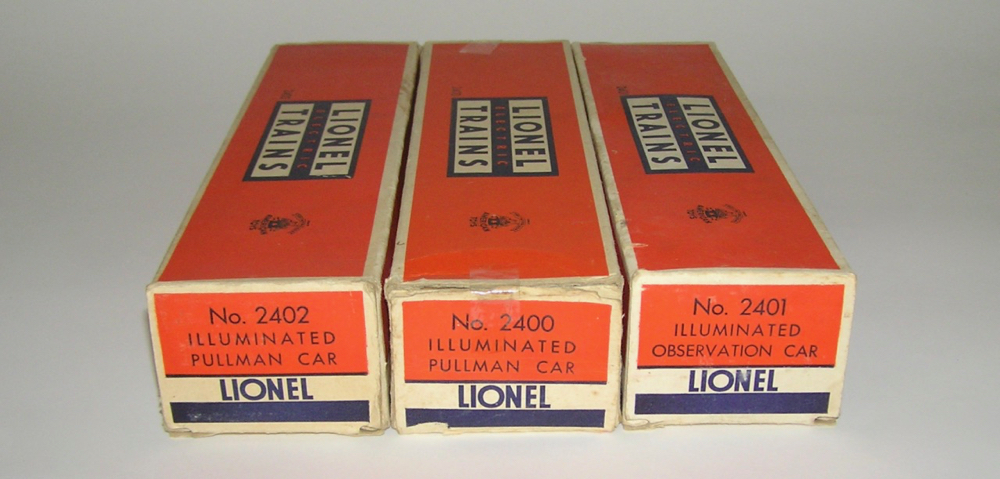 LIONEL
ELECTRIC
TRAINS
LIONEL
ELECTRIC
TRAINS
LIONEL
ELECTRIC
TRAINS
No. 2402
ILLUMINATED
PULLMAN CAR
LIONEL
No. 2400
ILLUMINATED
PULLMAN CAR
LIONEL
No. 2401
ILLUMINATED
OBSERVATION CAR
LIONEL